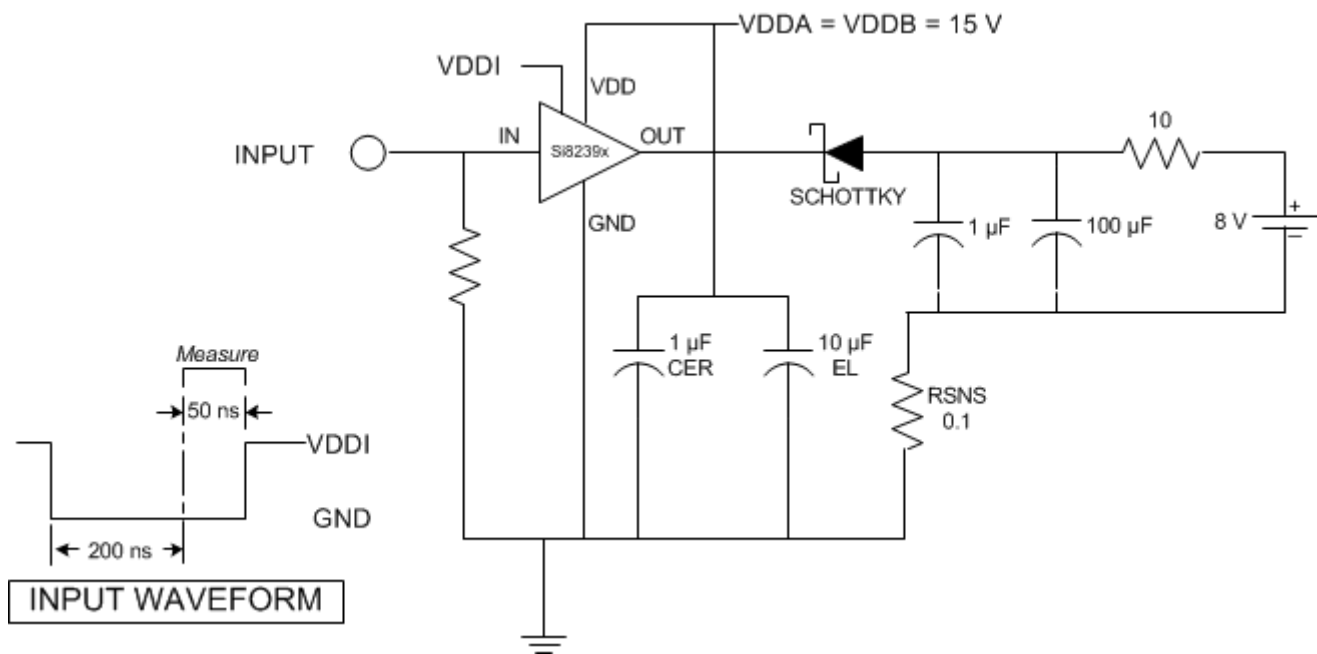 VDDA = VDDB = 15 V
VDDI
VDD
10
INPUT
IN
Si8239x
OUT
SCHOTTKY
GND
1 µF
100 µF
8 V
+
1 µF
CER
10 µF
EL
RSNS
0.1
Measure
50 ns
VDDI
GND
200 ns
INPUT WAVEFORM